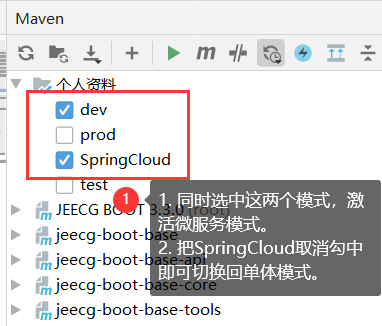 Maven
个人资料
dev
prod
SpringCloud
test
1
1. 同时选中这两个模式，激
活微服务模式。
2. 把SpringCloud取消勾中
即可切换回单体模式。
JEECG BOOT 3.3.0 (root)
jeecg-boot-base
jeecg-boot-base-api
jeecg-boot-base-core
jeecg-boot-base-tools